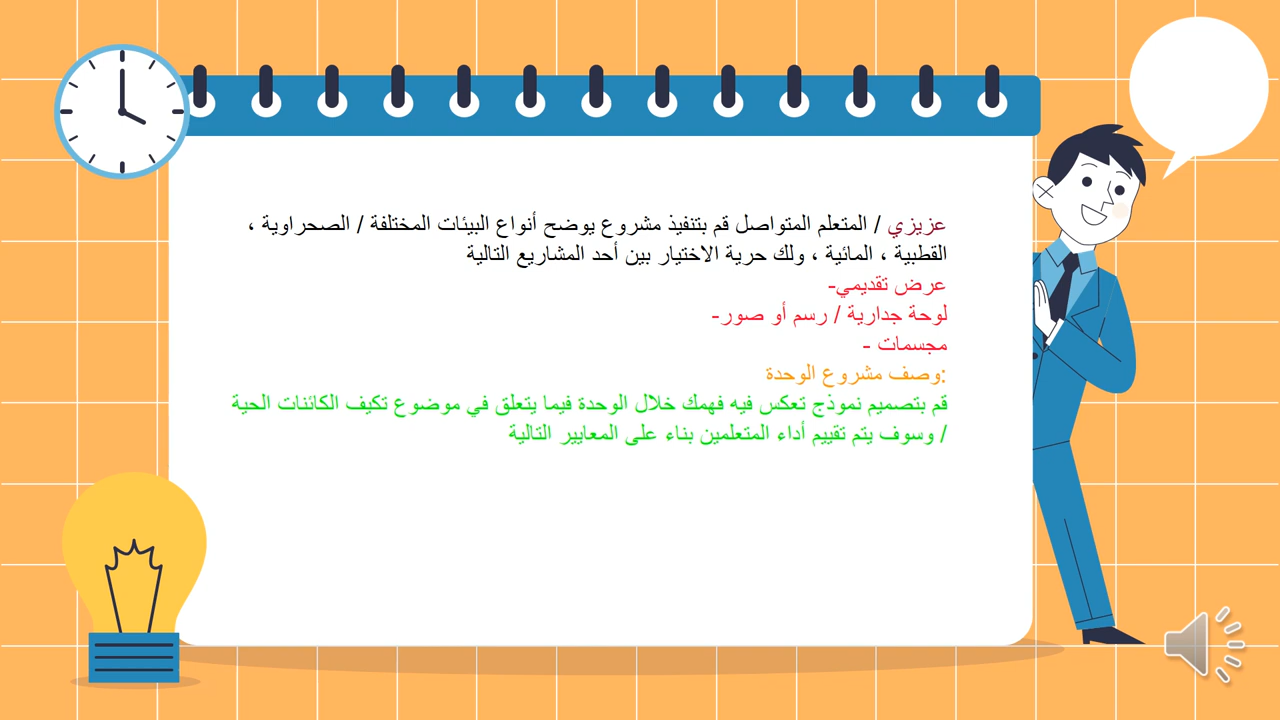 عزيزي / المتعلم المتواصل قم بتنفيذ مشروع يوضح أنواع البيئات المختلفة / الصحراوية ،
القطبية ، المائية ، ولك حرية الاختيار بين أحد المشاريع التالية
عرض تقديمي-
لوحة جدارية / رسم أو صور-
مجسمات -
:وصف مشروع الوحدة
قم بتصميم نموذج تعكس فيه فهمك خلال الوحدة فيما يتعلق في موضوع تكيف الكائنات الحية
/ وسوف يتم تقييم أداء المتعلمين بناء على المعايير التالية